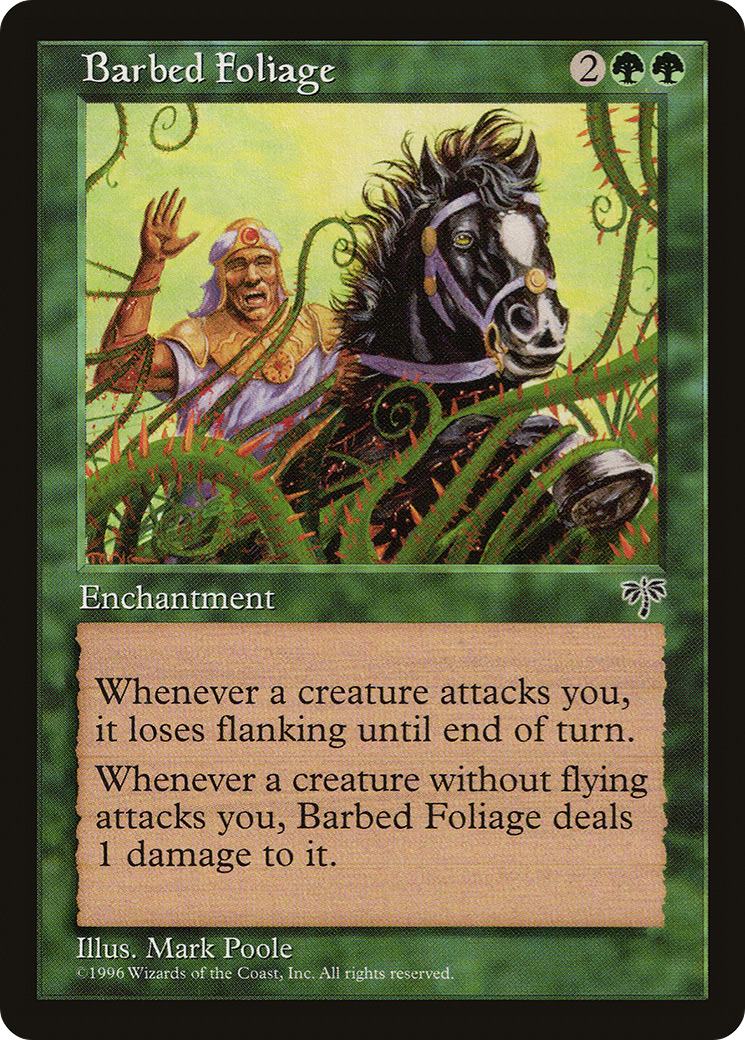 Barbed Foliage 2
Enchantment
Whenever a creature attacks you,
it loses flanking until end of turn.
Whenever a creature without flying
attacks you, Barbed Foliage deals
1 damage to it.
Illus. Mark Poole
©1996 Wizards of the Coast, Inc. All rights reserved.